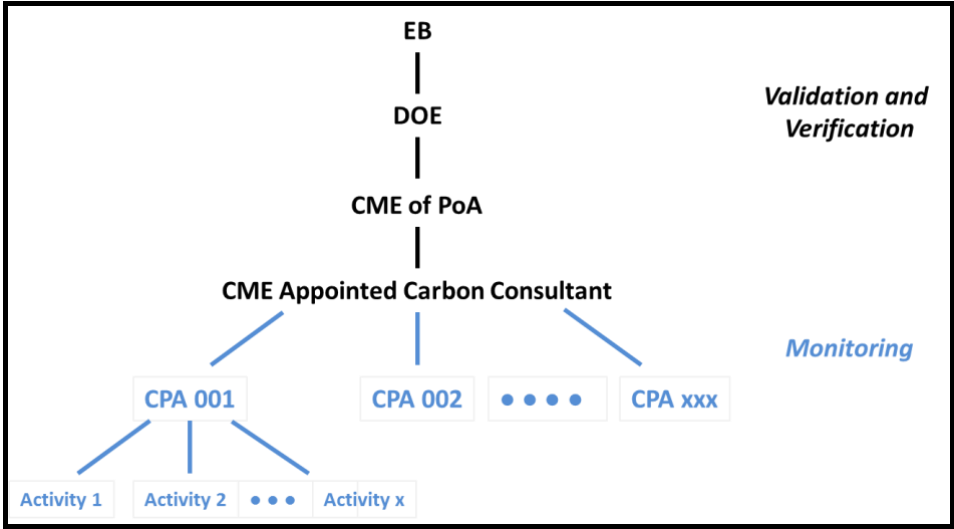 EB
DOE
Validation and
Verification
CME of PoA
CME Appointed Carbon Consultant
Monitoring
CPA 001
CPA 002
● ● ● ●
CPA xxx
Activity 1
Activity 2
● ● ●
Activity x